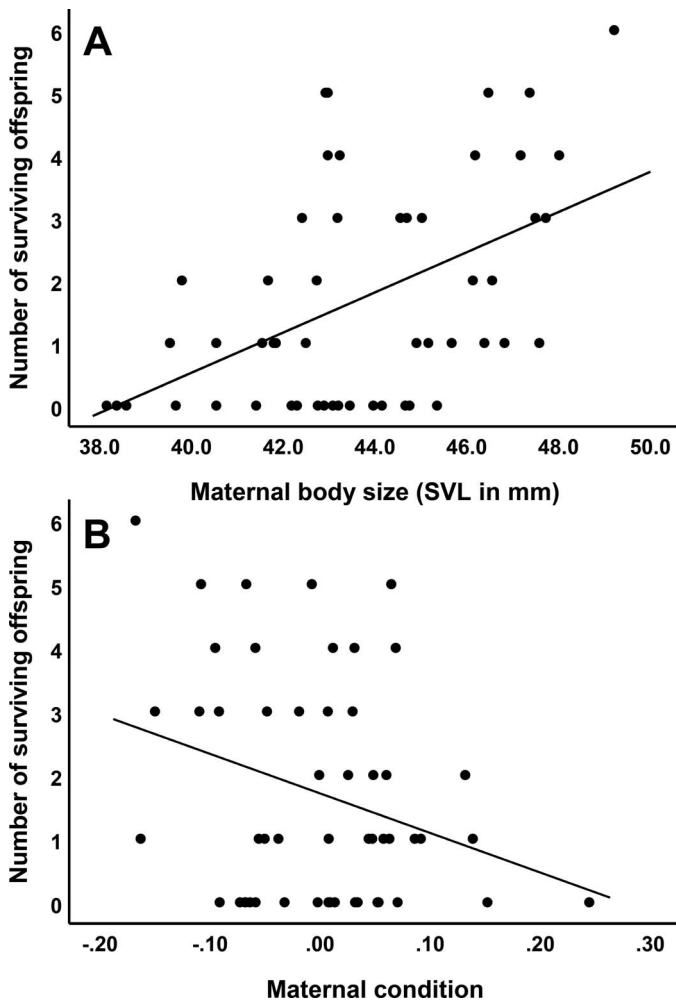 A
Number of surviving offspring
6
5
4
3
2
1
0
38.0 40.0 42.0 44.0 46.0 48.0 50.0
Maternal body size (SVL in mm)
B
Number of surviving offspring
6
5
4
3
2
1
0
-.20 -.10 .00 .10 .20 .30
Maternal condition